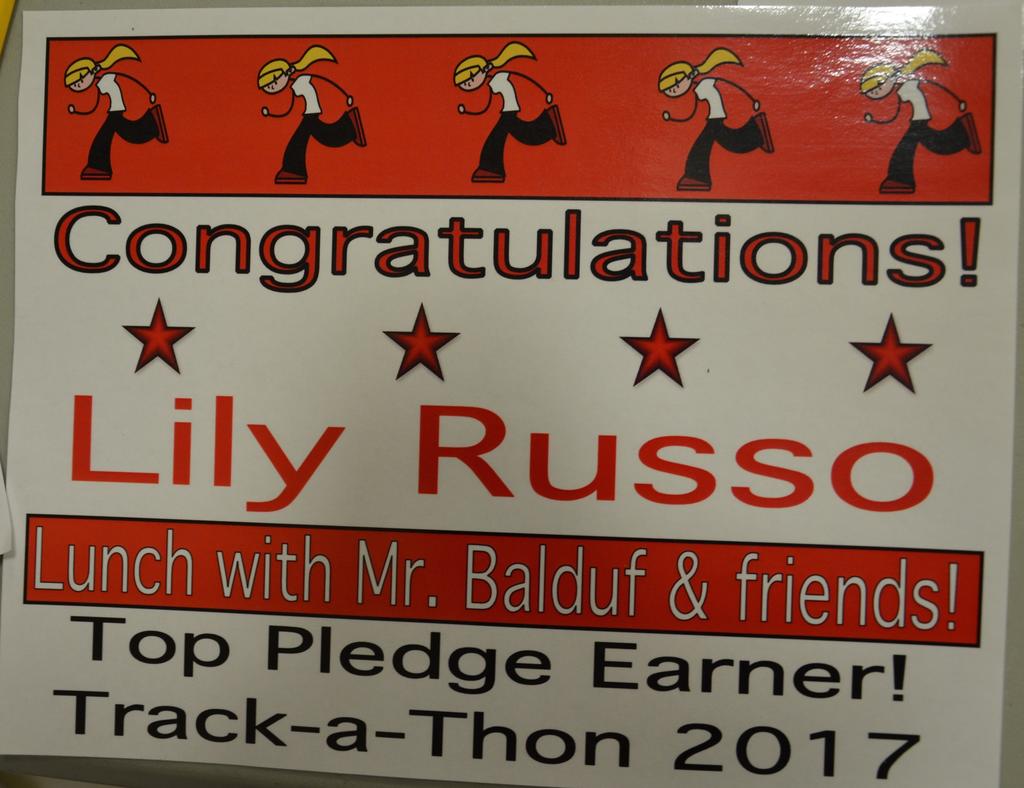 Congratulations!
Lily Russo
Lunch with Mr. Balduf & friends!
Top Pledge Earner!
Track-a-Thon 2017